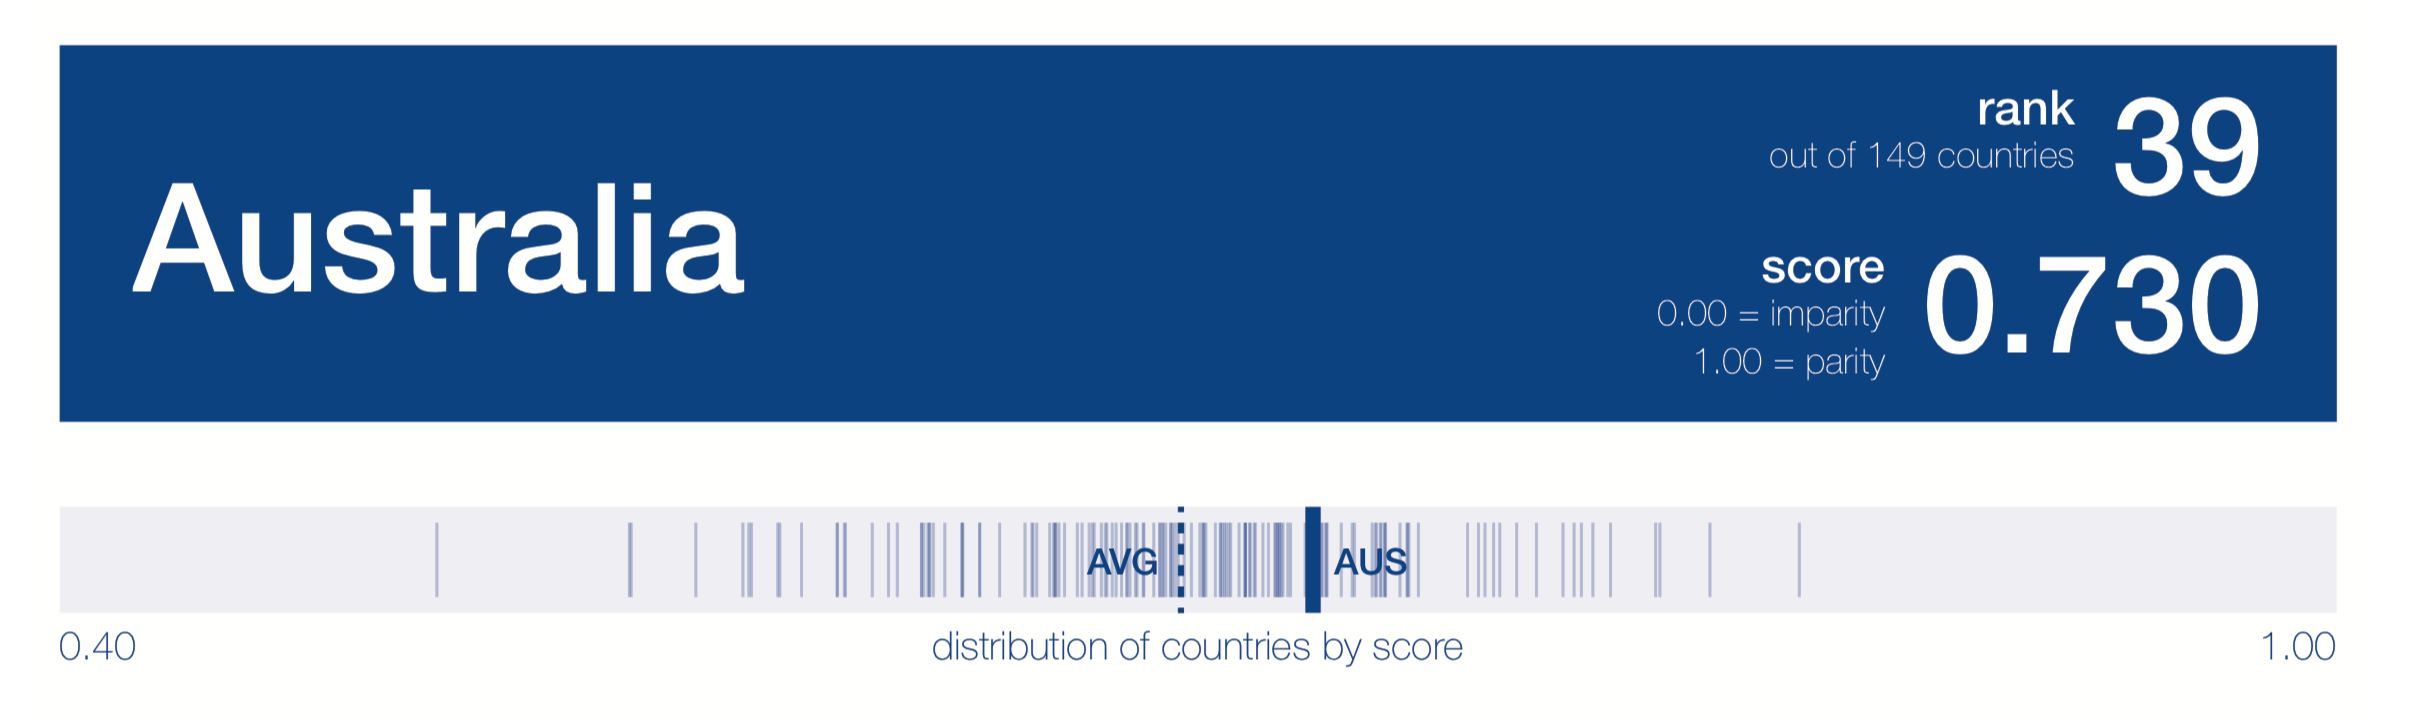 Australia
rank
out of 149 countries
39
score
0.00 = imparity
1.00 = parity
0.730
AVG
AUS
0.40
distribution of countries by score
1.00